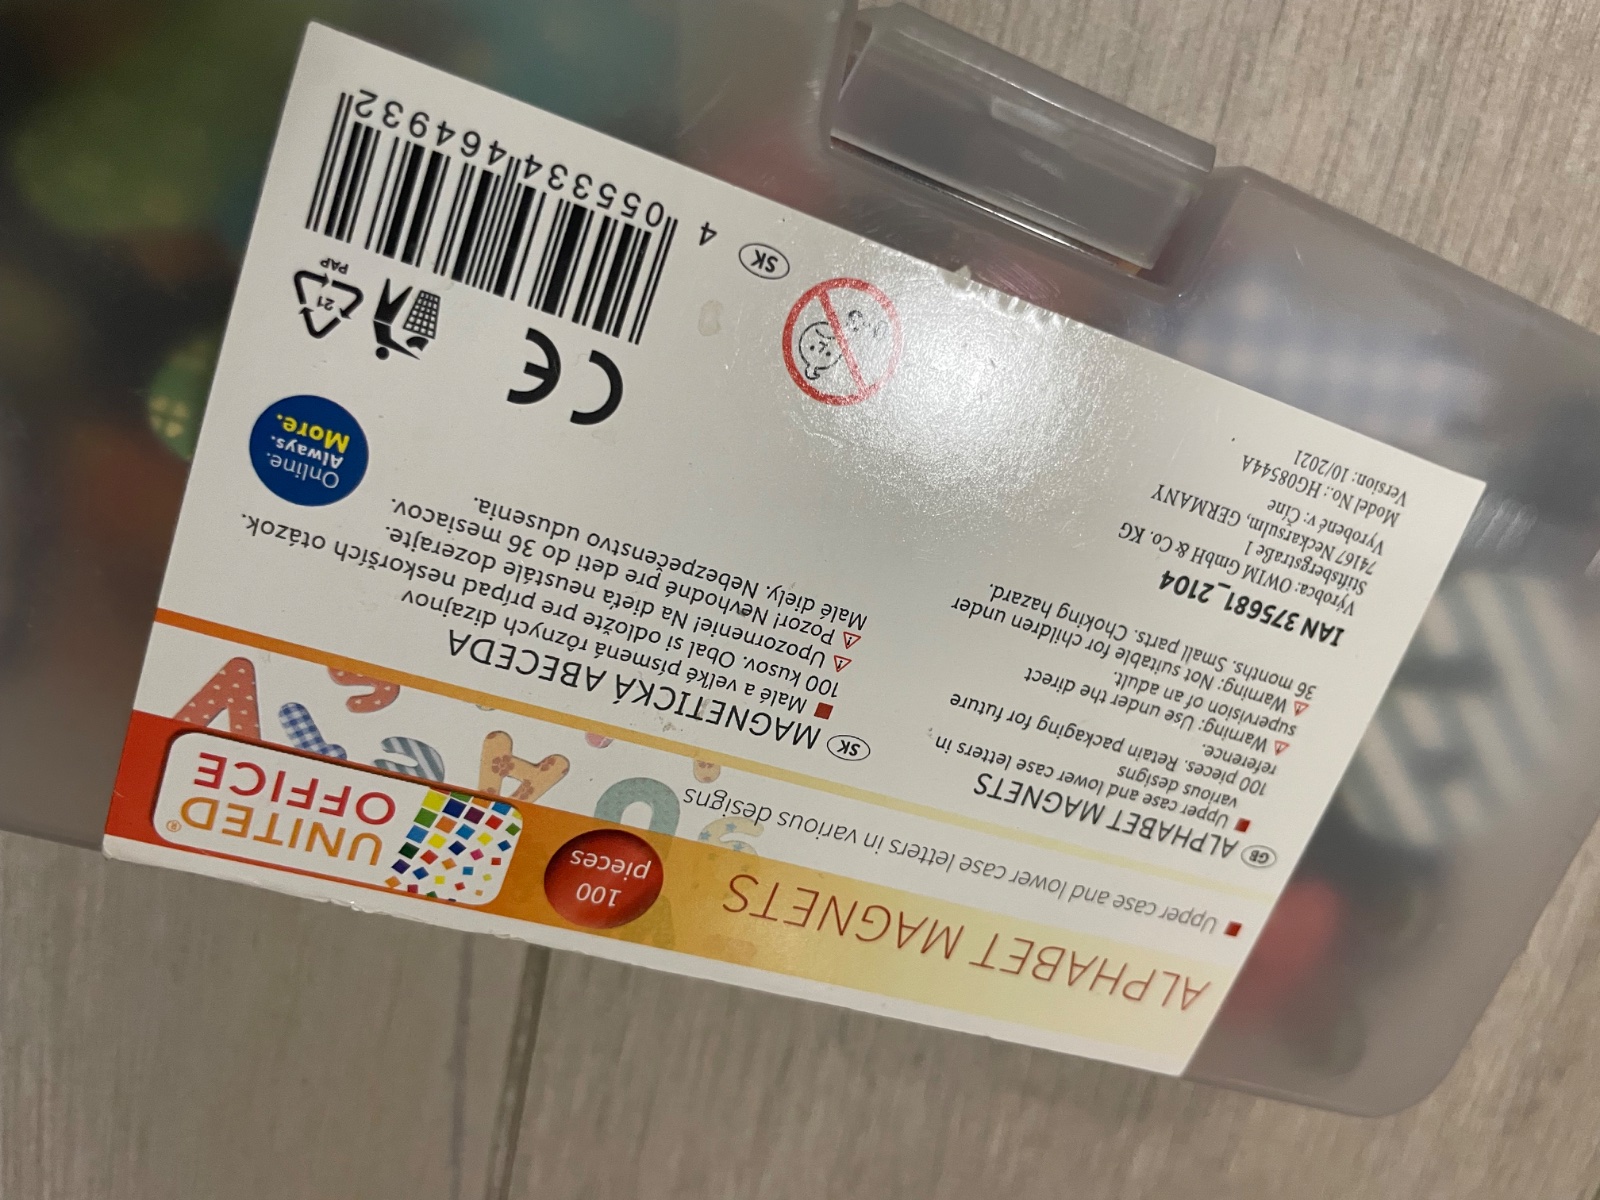 UNITED
OFFICE®
100
pieces
ALPHABET MAGNETS
Upper case and lower case letters in various designs
GB ALPHABET MAGNETS
Upper case and lower case letters in
various designs
100 pieces. Retain packaging for future
reference.
Warning: Use under the direct
supervision of an adult.
Warning: Not suitable for children under
36 months. Small parts. Choking hazard.
IAN 375681_2104
Výrobca: OWIM GmbH & Co. KG
Stiftsbergstraße 1
74167 Neckarsulm, GERMANY
Vyrobené v: Číne
Model No.: HG08544A
Version: 10/2021
SK MAGNETICKÁ ABECEDA
Malé a veľké písmená rôznych dizajnov
100 kusov. Obal si odložte pre prípad neskorších otázok.
Upozornenie! Na dieťa neustále dozerajte.
Pozor! Nevhodné pre deti do 36 mesiacov.
Malé diely. Nebezpečenstvo udusenia.
Online.
Always.
More.
0-3
SK
CE
21
PAP
4 055334 464932